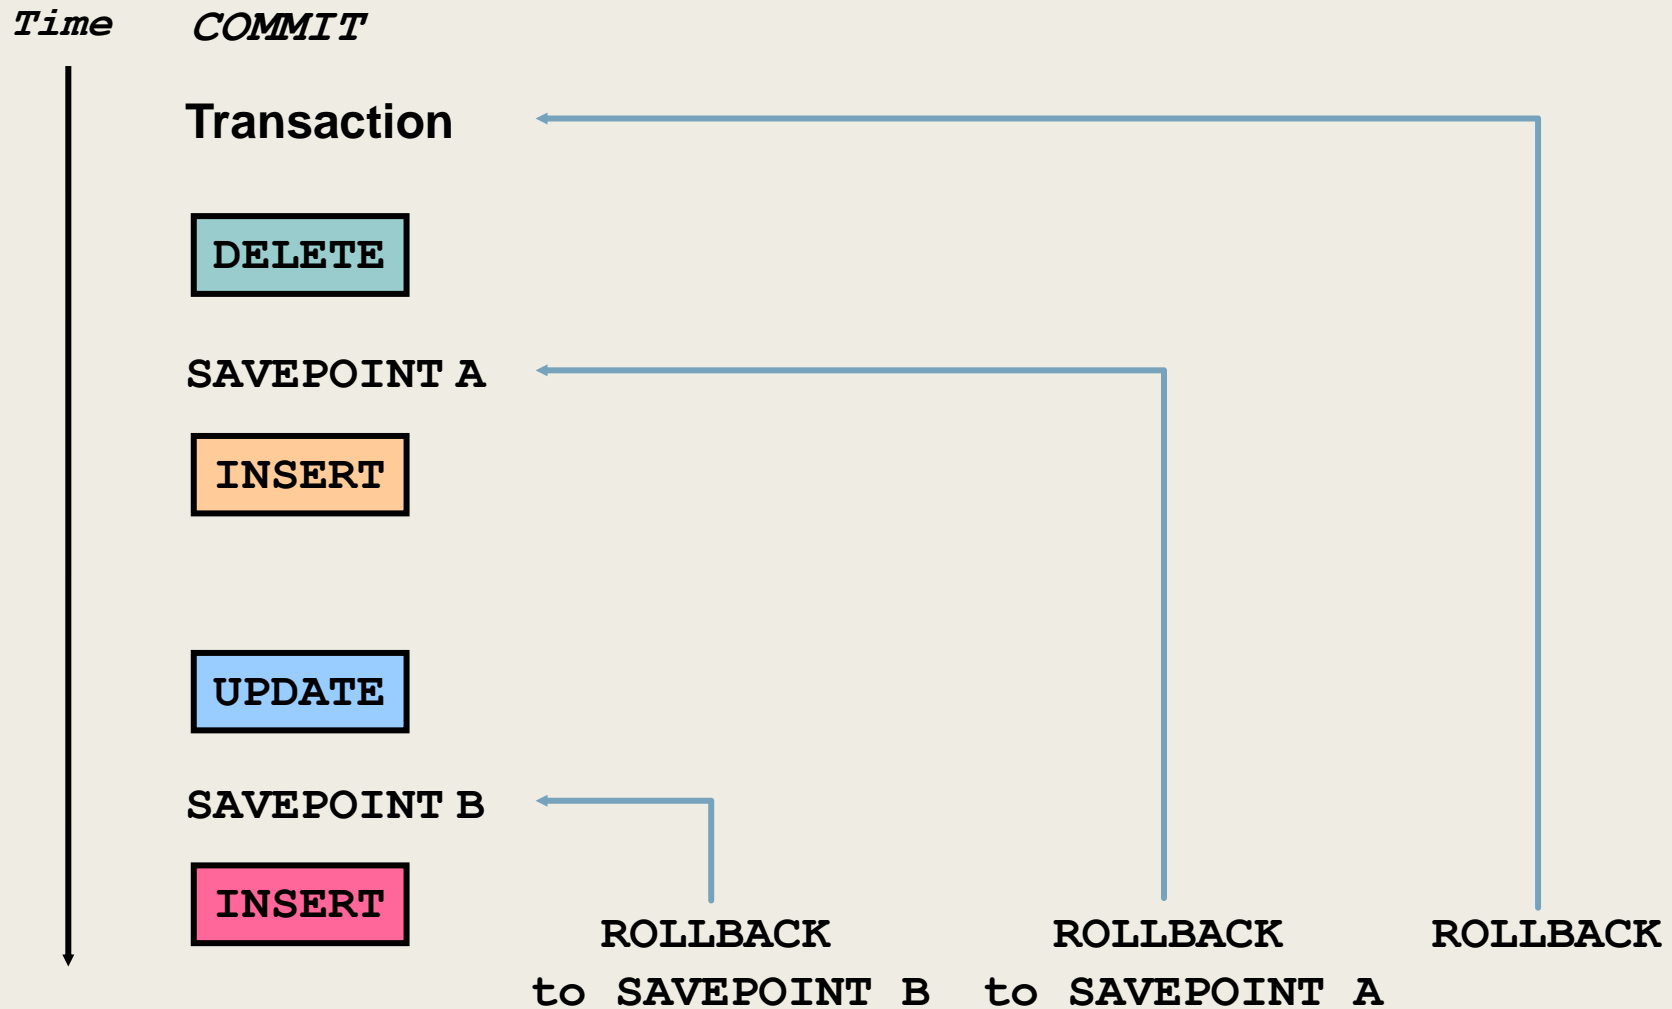 Time
COMMIT
Transaction
DELETE
SAVEPOINT A
INSERT
UPDATE
SAVEPOINT B
INSERT
ROLLBACK
to SAVEPOINT B
ROLLBACK
to SAVEPOINT A
ROLLBACK